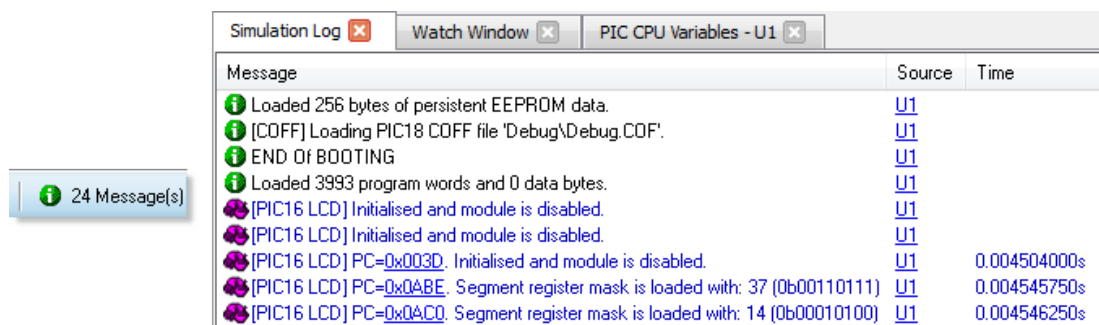 Simulation Log Watch Window PIC CPU Variables - U1
Message Source Time
Loaded 256 bytes of persistent EEPROM data. U1
[COFF] Loading PIC18 COFF file 'Debug\Debug.COF'. U1
END Of BOOTING U1
Loaded 3993 program words and 0 data bytes. U1
24 Message(s)
[PIC16 LCD] Initialised and module is disabled. U1
[PIC16 LCD] Initialised and module is disabled. U1
[PIC16 LCD] PC=0x003D. Initialised and module is disabled. U1 0.004504000s
[PIC16 LCD] PC=0x0ABE. Segment register mask is loaded with: 37 (0b00110111) U1 0.004545750s
[PIC16 LCD] PC=0x0AC0. Segment register mask is loaded with: 14 (0b00010100) U1 0.004546250s